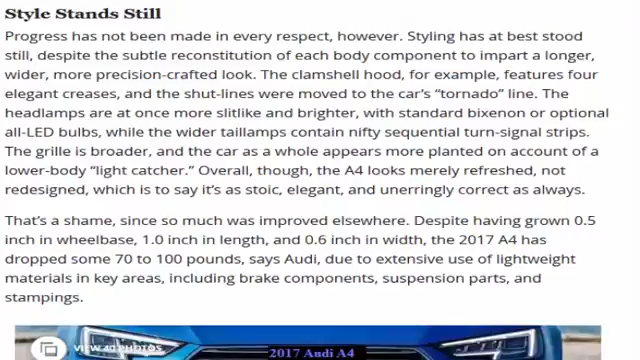 Style Stands Still
Progress has not been made in every respect, however. Styling has at best stood
still, despite the subtle reconstitution of each body component to impart a longer,
wider, more precision-crafted look. The clamshell hood, for example, features four
elegant creases, and the shut-lines were moved to the car's “tornado” line. The
headlamps are at once more slitlike and brighter, with standard bixenon or optional
all-LED bulbs, while the wider taillamps contain nifty sequential turn-signal strips.
The grille is broader, and the car as a whole appears more planted on account of a
lower-body “light catcher.” Overall, though, the A4 looks merely refreshed, not
redesigned, which is to say it's as stoic, elegant, and unerringly correct as always.
That's a shame, since so much was improved elsewhere. Despite having grown 0.5
inch in wheelbase, 1.0 inch in length, and 0.6 inch in width, the 2017 A4 has
dropped some 70 to 100 pounds, says Audi, due to extensive use of lightweight
materials in key areas, including brake components, suspension parts, and
stampings.
VIEW 40 PHOTOS
2017 Audi A4